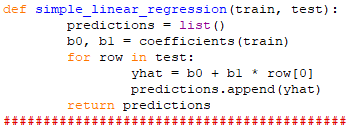 def simple_linear_regression(train, test):
        predictions = list()
        b0, b1 = coefficients(train)
        for row in test:
                yhat = b0 + b1 * row[0]
                predictions.append(yhat)
        return predictions
###########################################